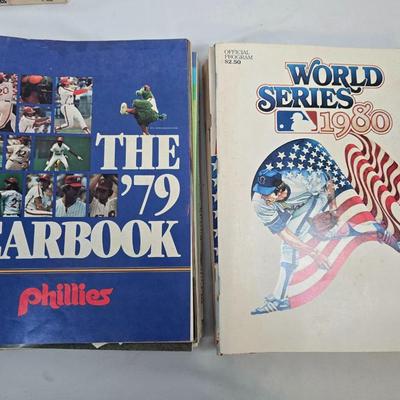 THE
'79
EARBOOK
phillies
OFFICIAL
PROGRAM
$2.50
WORLD
SERIES
1980